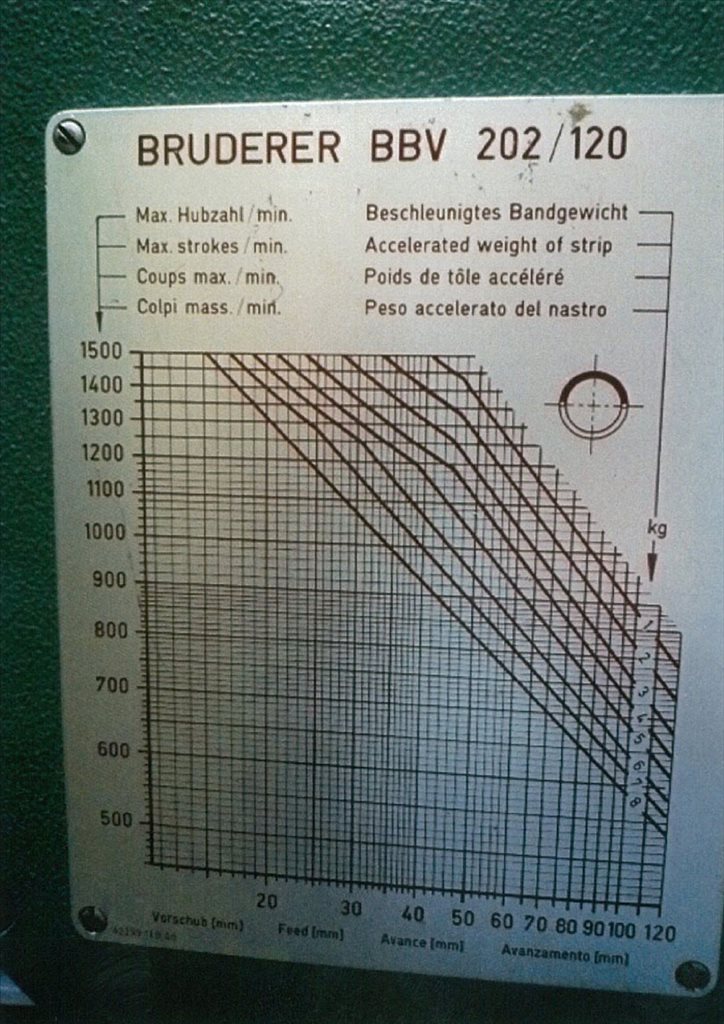 BRUDERER BBV 202/120
Max. Hubzahl/min. Beschleunigtes Bandgewicht
Max. strokes/min. Accelerated weight of strip
Coups max./min. Poids de tôle accéléré
Colpi mass./min. Peso accelerato del nastro
1500
1400
1300
1200
1100
1000
kg
900
800
1
2
700
3
4
5
600
6
7
8
500
20 30 40 50 60 70 80 90 100 120
Vorschub [mm] Feed [mm] Avance [mm] Avanzamento [mm]